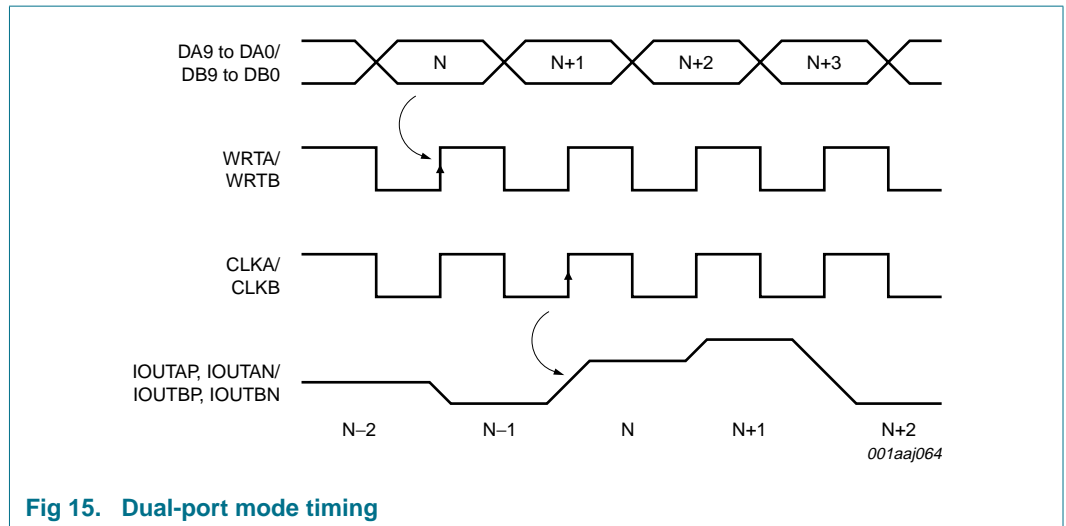 DA9 to DA0/
DB9 to DB0
N
N+1
N+2
N+3
WRTA/
WRTB
CLKA/
CLKB
IOUTAP, IOUTAN/
IOUTBP, IOUTBN
N−2
N−1
N
N+1
N+2
001aaj064
Fig 15. Dual-port mode timing